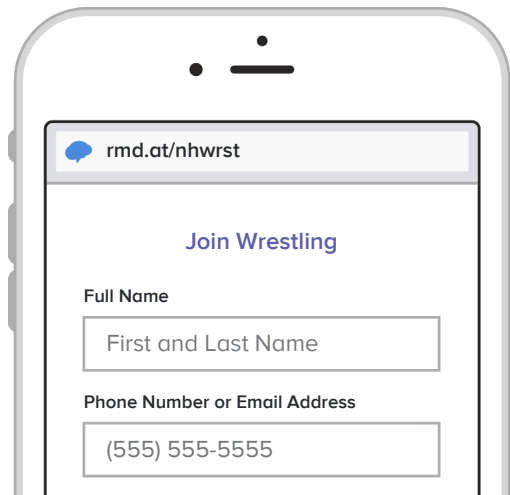 rmd.at/nhwrst
Join Wrestling
Full Name
First and Last Name
Phone Number or Email Address
(555) 555-5555